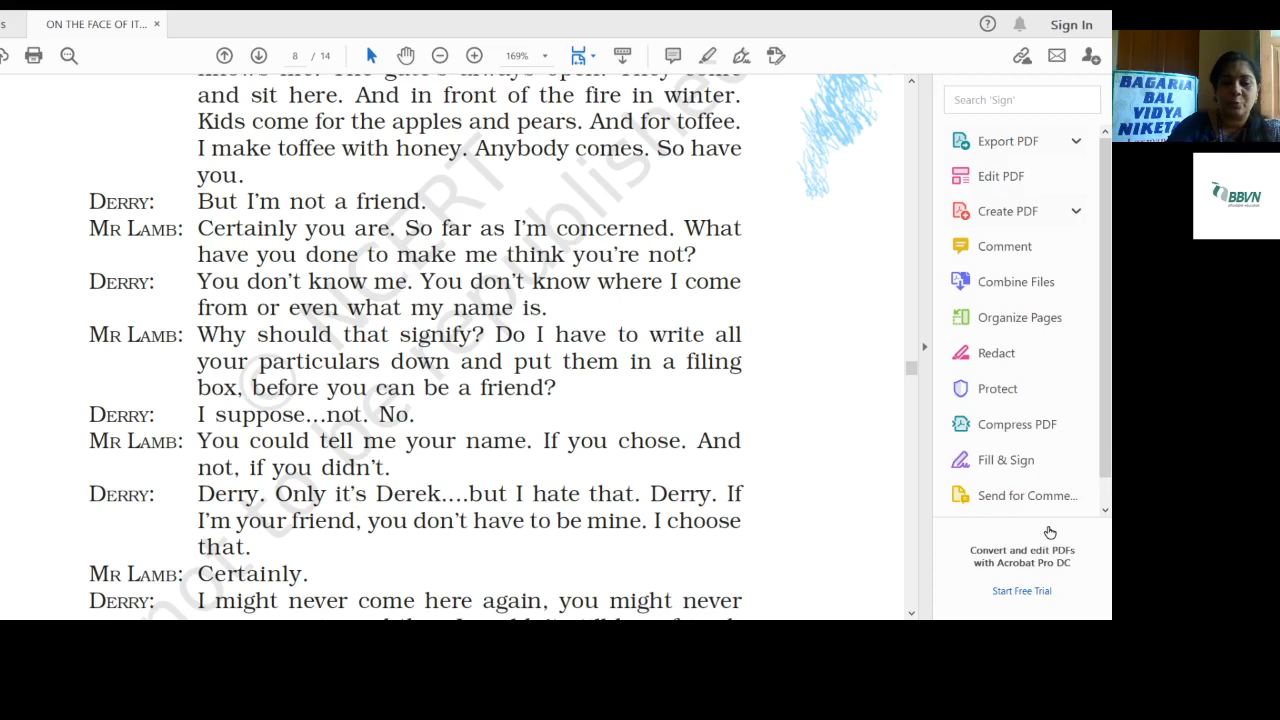 s
ON THE FACE OF IT... ×
Sign In
8 / 14
169%
and sit here. And in front of the fire in winter.
Kids come for the apples and pears. And for toffee.
I make toffee with honey. Anybody comes. So have
you.
DERRY: But I'm not a friend.
MR LAMB: Certainly you are. So far as I'm concerned. What
have you done to make me think you're not?
DERRY: You don't know me. You don't know where I come
from or even what my name is.
MR LAMB: Why should that signify? Do I have to write all
your particulars down and put them in a filing
box, before you can be a friend?
DERRY: I suppose...not. No.
MR LAMB: You could tell me your name. If you chose. And
not, if you didn't.
DERRY: Derry. Only it's Derek....but I hate that. Derry. If
I'm your friend, you don't have to be mine. I choose
that.
MR LAMB: Certainly.
DERRY: I might never come here again, you might never
© NCERT
not to be republished
Search 'Sign'
Export PDF
Edit PDF
Create PDF
Comment
Combine Files
Organize Pages
Redact
Protect
Compress PDF
Fill & Sign
Send for Comme...
Convert and edit PDFs
with Acrobat Pro DC
Start Free Trial
BAGARIA
BAL
VIDYA
NIKET
BBVN